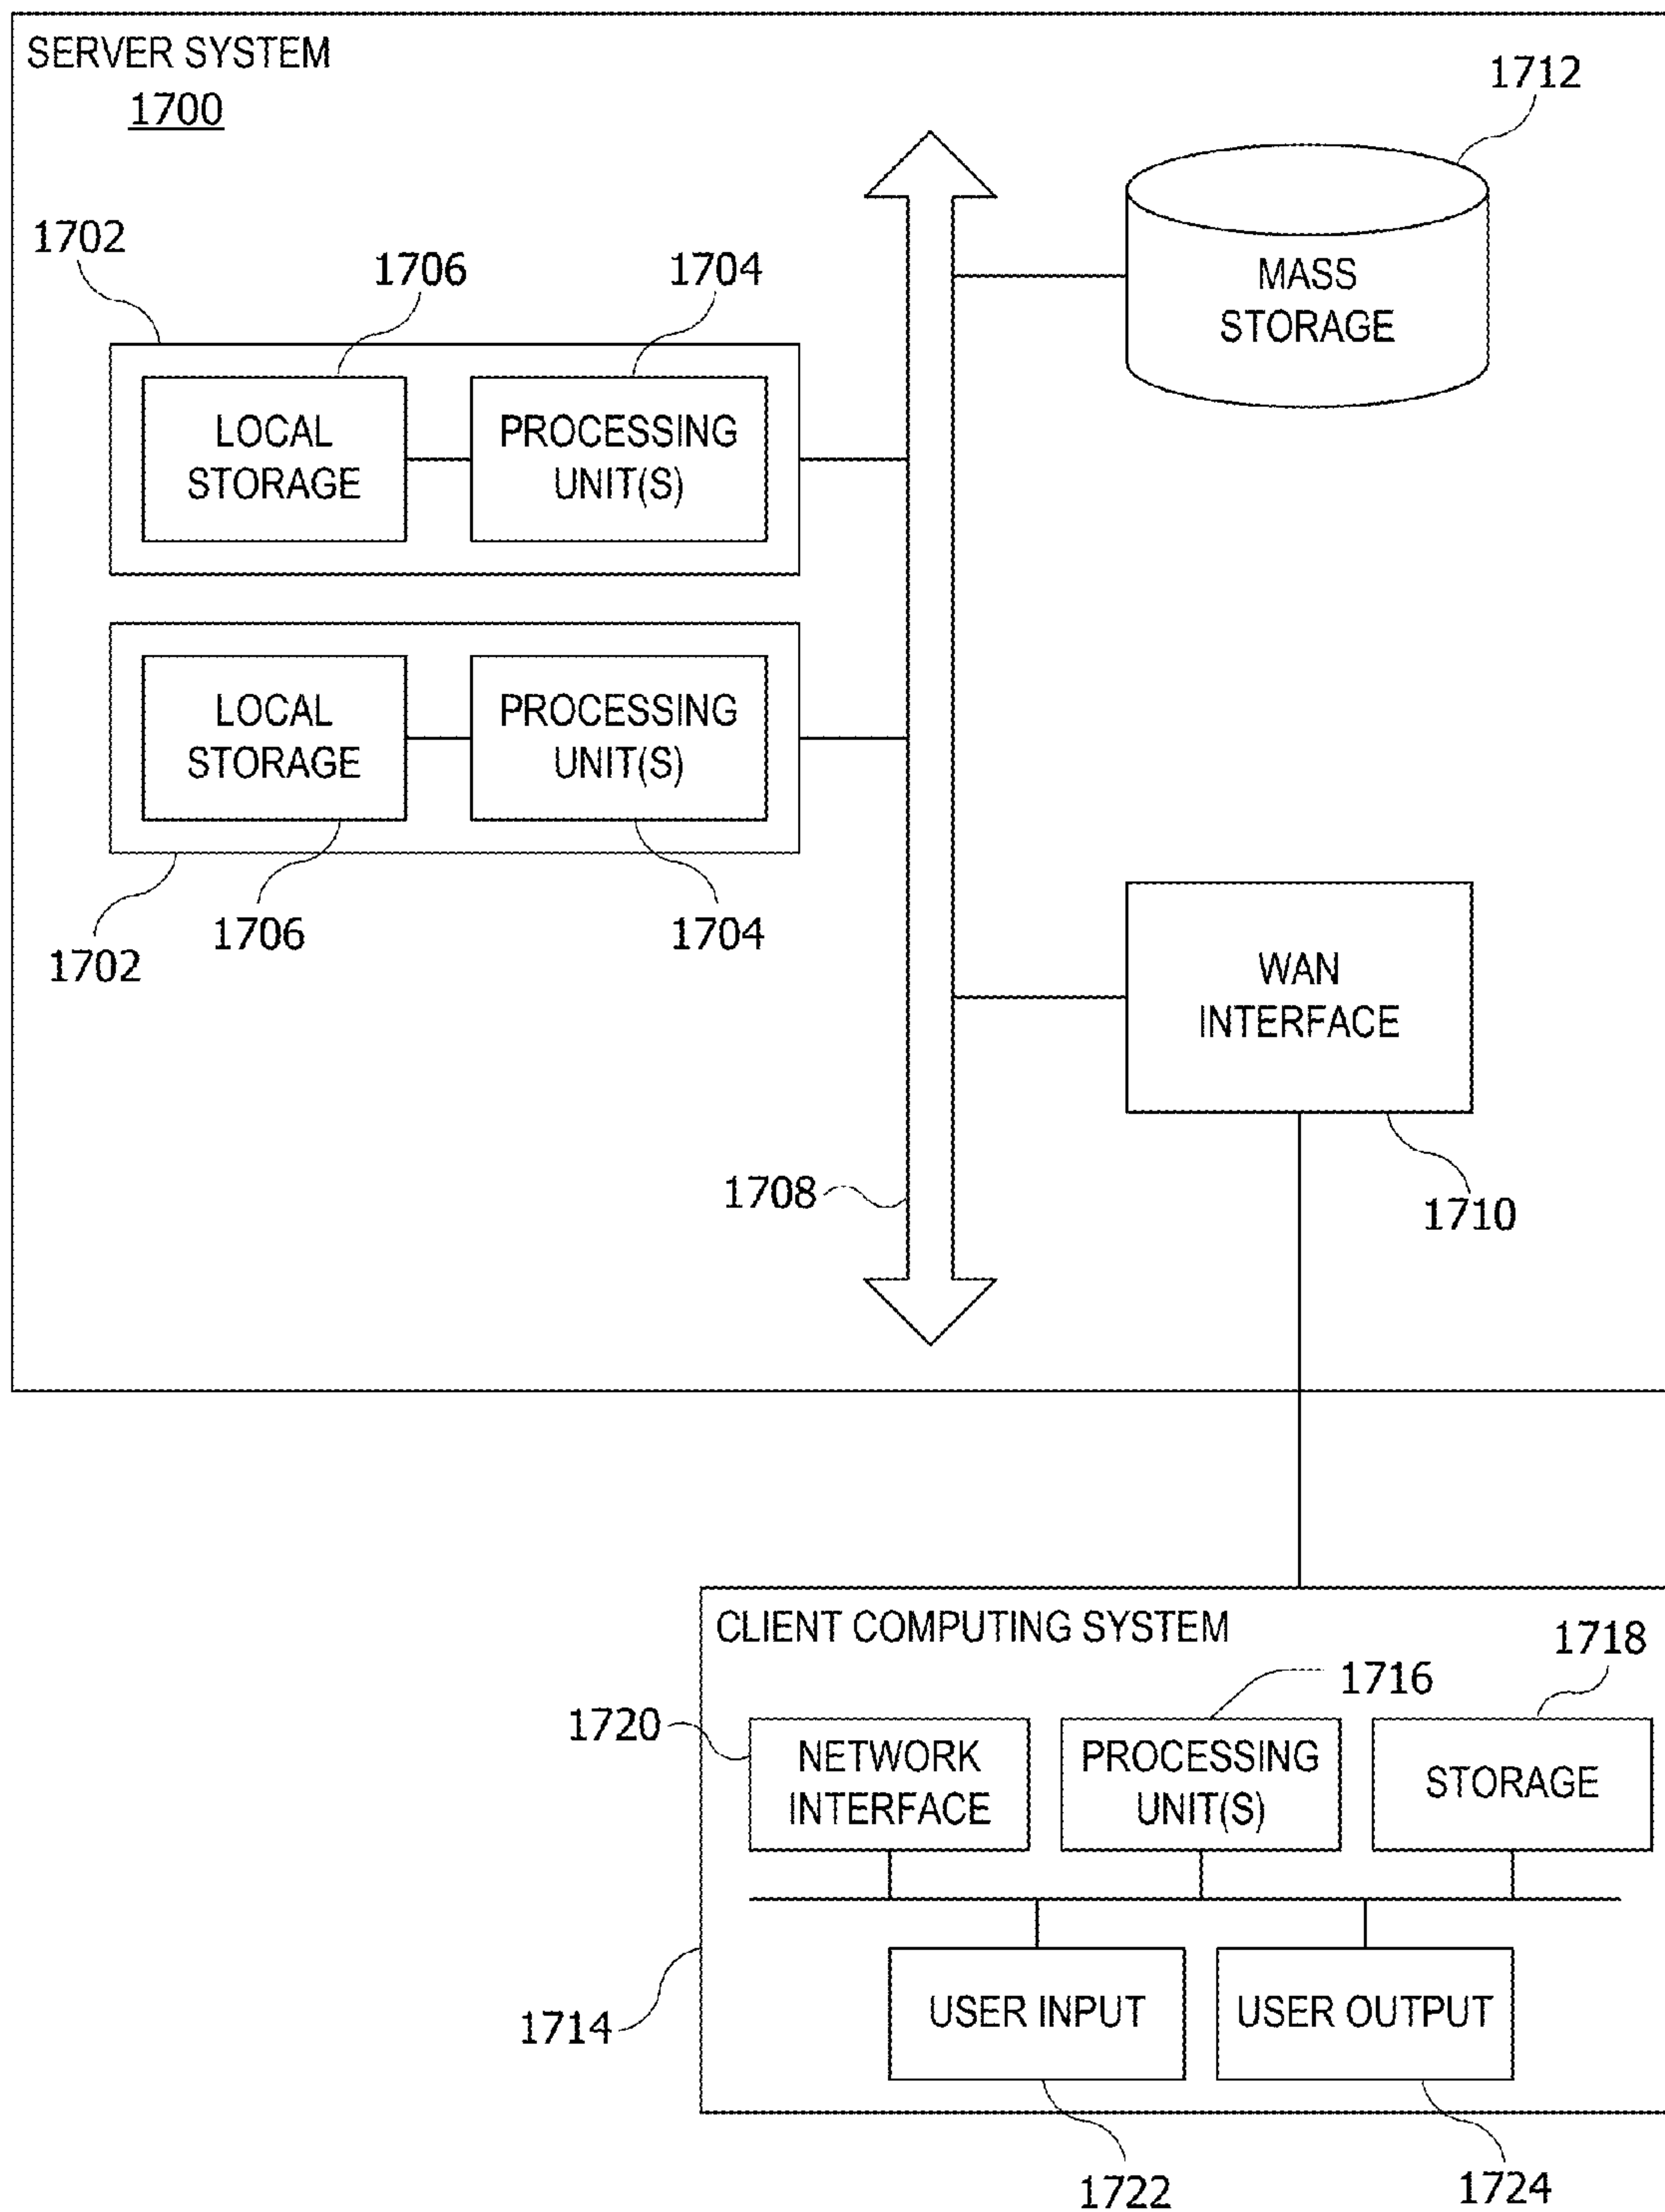 SERVER SYSTEM
1700
1712
1702
1706
1704
MASS
STORAGE
LOCAL
STORAGE
PROCESSING
UNIT(S)
LOCAL
STORAGE
PROCESSING
UNIT(S)
1702
1706
1704
WAN
INTERFACE
1708
1710
CLIENT COMPUTING SYSTEM
1718
1716
1720
NETWORK
INTERFACE
PROCESSING
UNIT(S)
STORAGE
USER INPUT
USER OUTPUT
1714
1722
1724